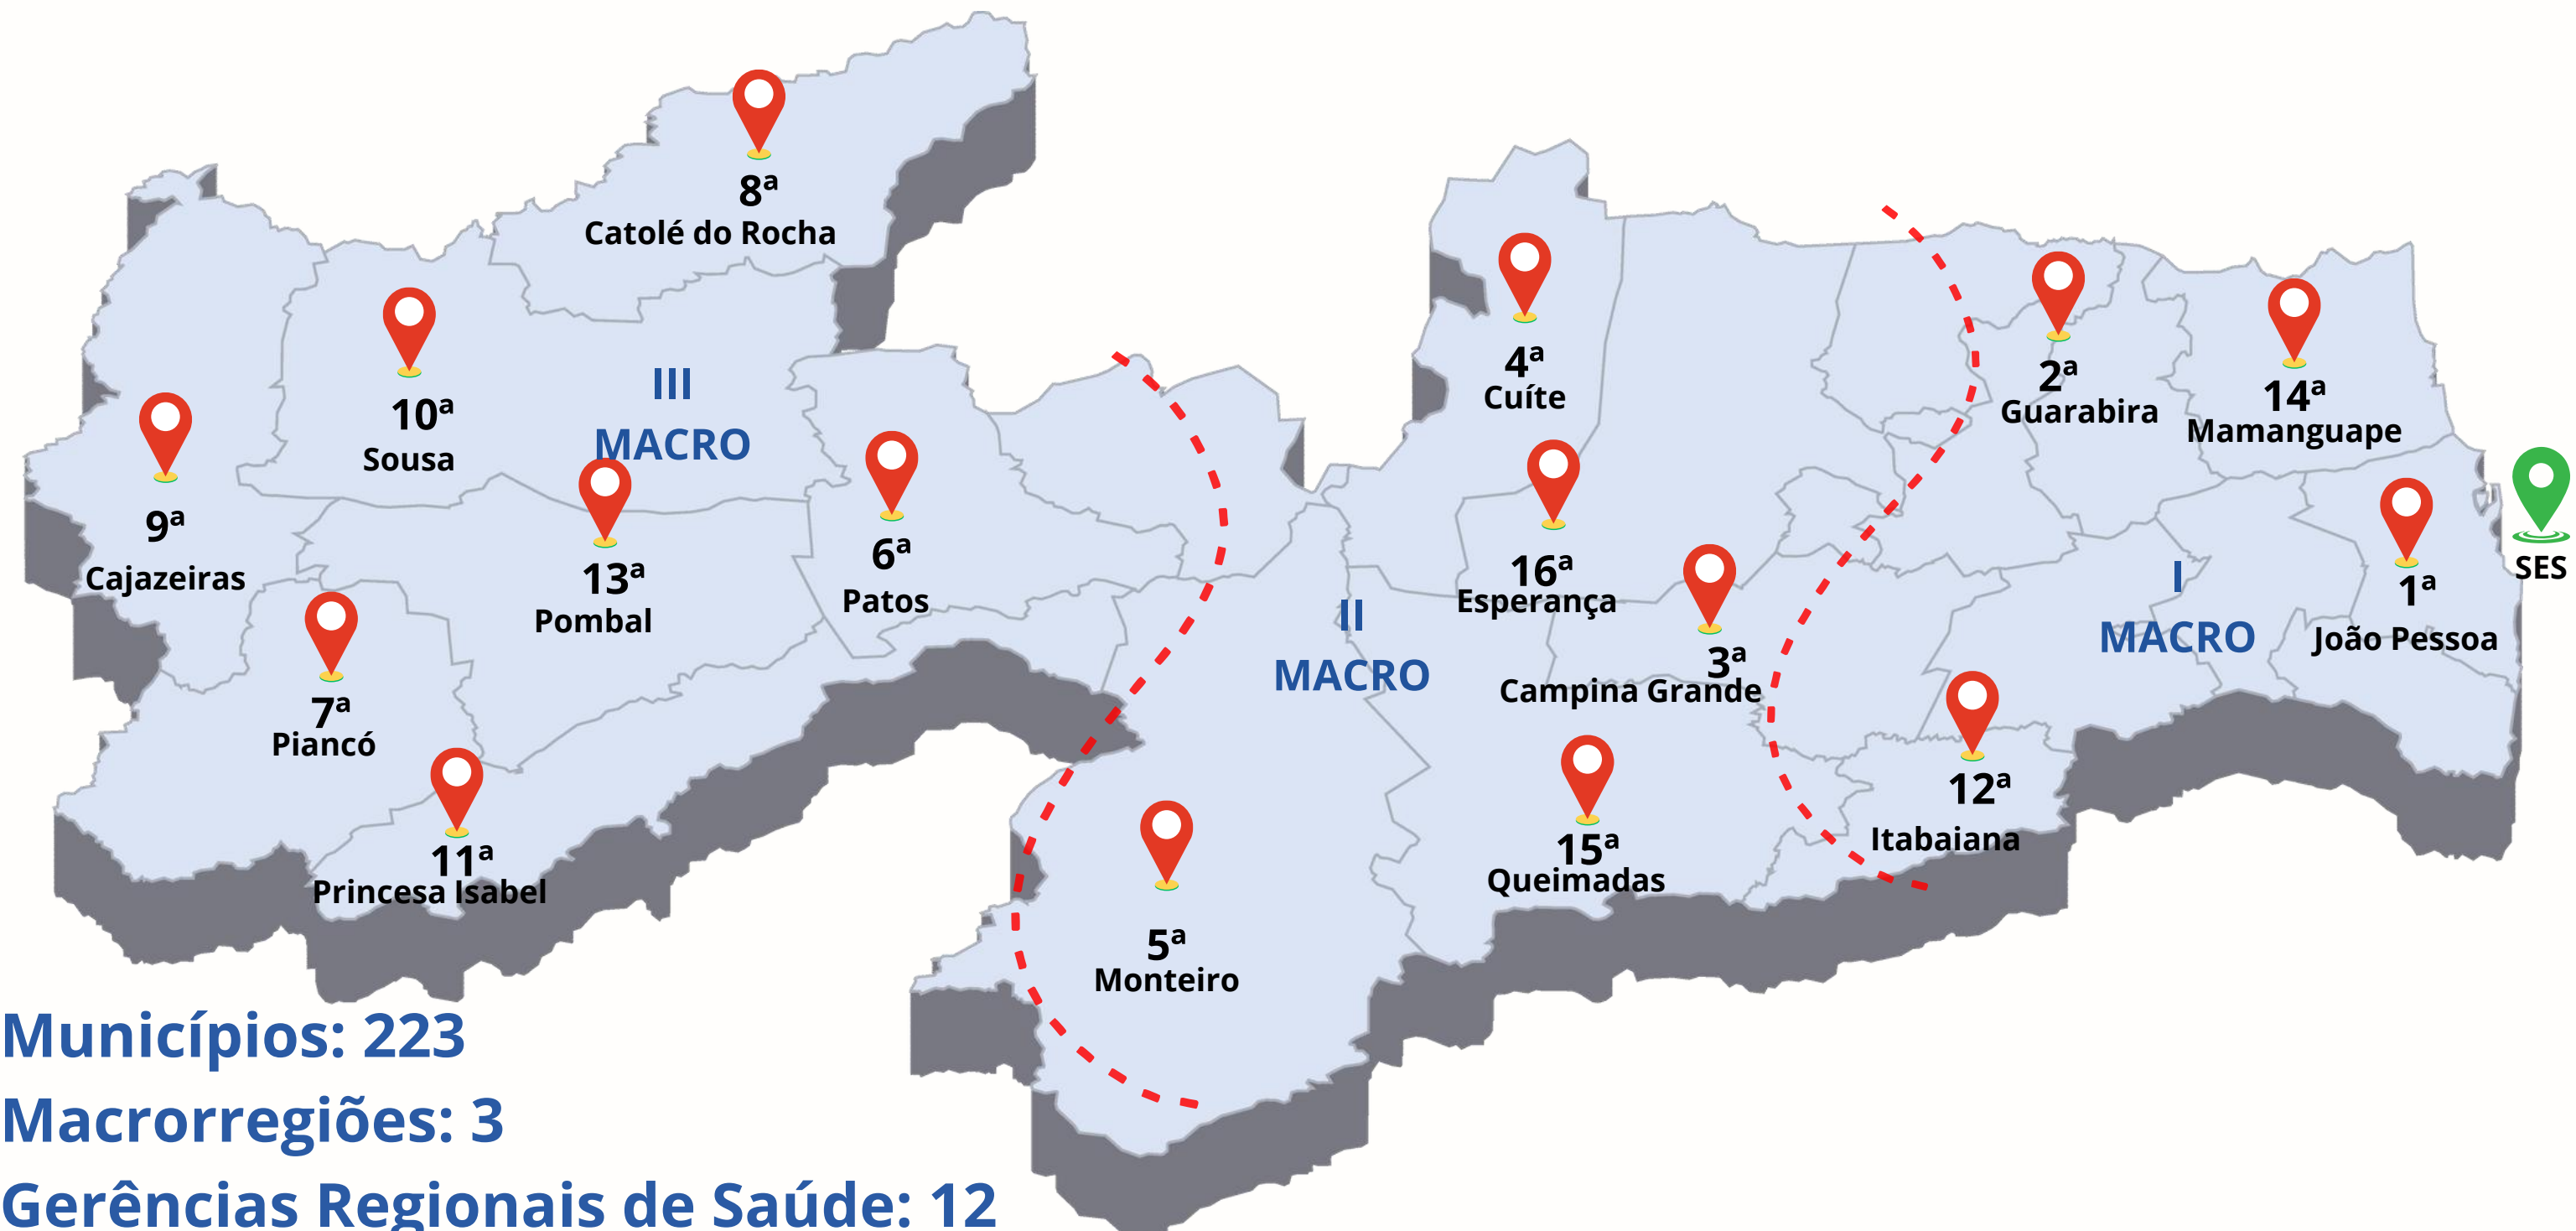 8ª
Catolé do Rocha
10ª
Sousa
III
MACRO
9ª
Cajazeiras
13ª
Pombal
6ª
Patos
7ª
Piancó
11ª
Princesa Isabel
4ª
Cuíte
16ª
Esperança
II
MACRO
3ª
Campina Grande
15ª
Queimadas
5ª
Monteiro
2ª
Guarabira
14ª
Mamanguape
I
MACRO
1ª
João Pessoa
SES
12ª
Itabaiana
Municípios: 223
Macrorregiões: 3
Gerências Regionais de Saúde: 12